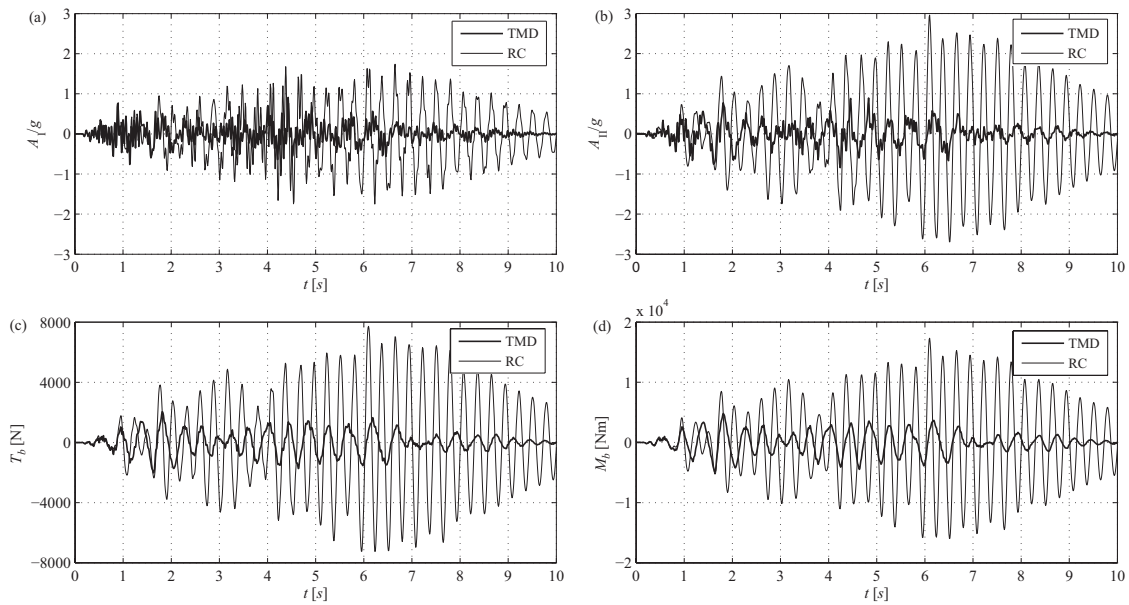 (a)
3
2
1
0
−1
−2
−3
A_I/g
TMD
RC
0 1 2 3 4 5 6 7 8 9 10
t [s]
(b)
3
2
1
0
−1
−2
−3
A_II/g
TMD
RC
0 1 2 3 4 5 6 7 8 9 10
t [s]
(c)
8000
4000
0
−4000
−8000
T_b [N]
TMD
RC
0 1 2 3 4 5 6 7 8 9 10
t [s]
(d)
x 10^4
2
1
0
−1
−2
M_b [Nm]
TMD
RC
0 1 2 3 4 5 6 7 8 9 10
t [s]